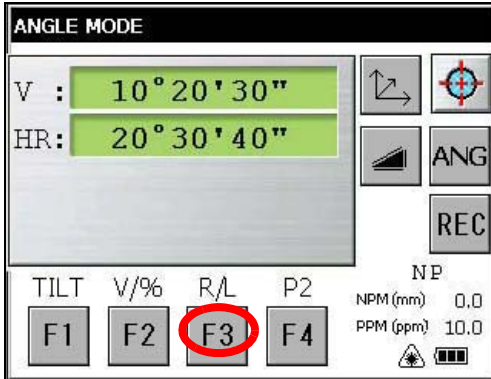 ANGLE MODE
V : 10°20'30"
HR: 20°30'40"
ANG
REC
TILT V/% R/L P2
F1 F2 F3 F4
NP
NPM (mm) 0.0
PPM (ppm) 10.0